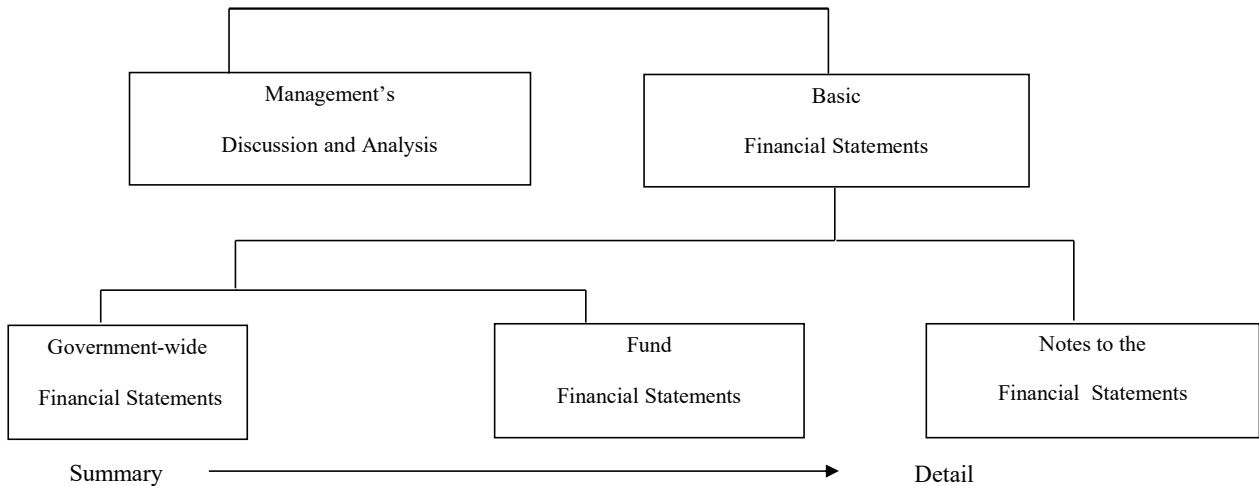 Management’s
Discussion and Analysis
Basic
Financial Statements
Government-wide
Financial Statements
Fund
Financial Statements
Notes to the
Financial Statements
Summary
Detail